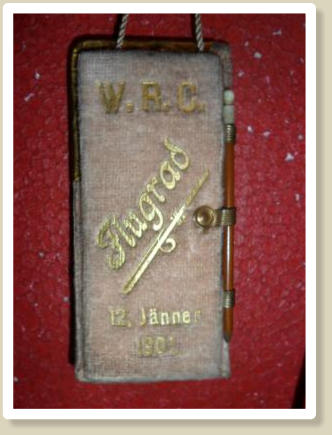 W. R. C.
Flugrad
12. Jänner
1901.